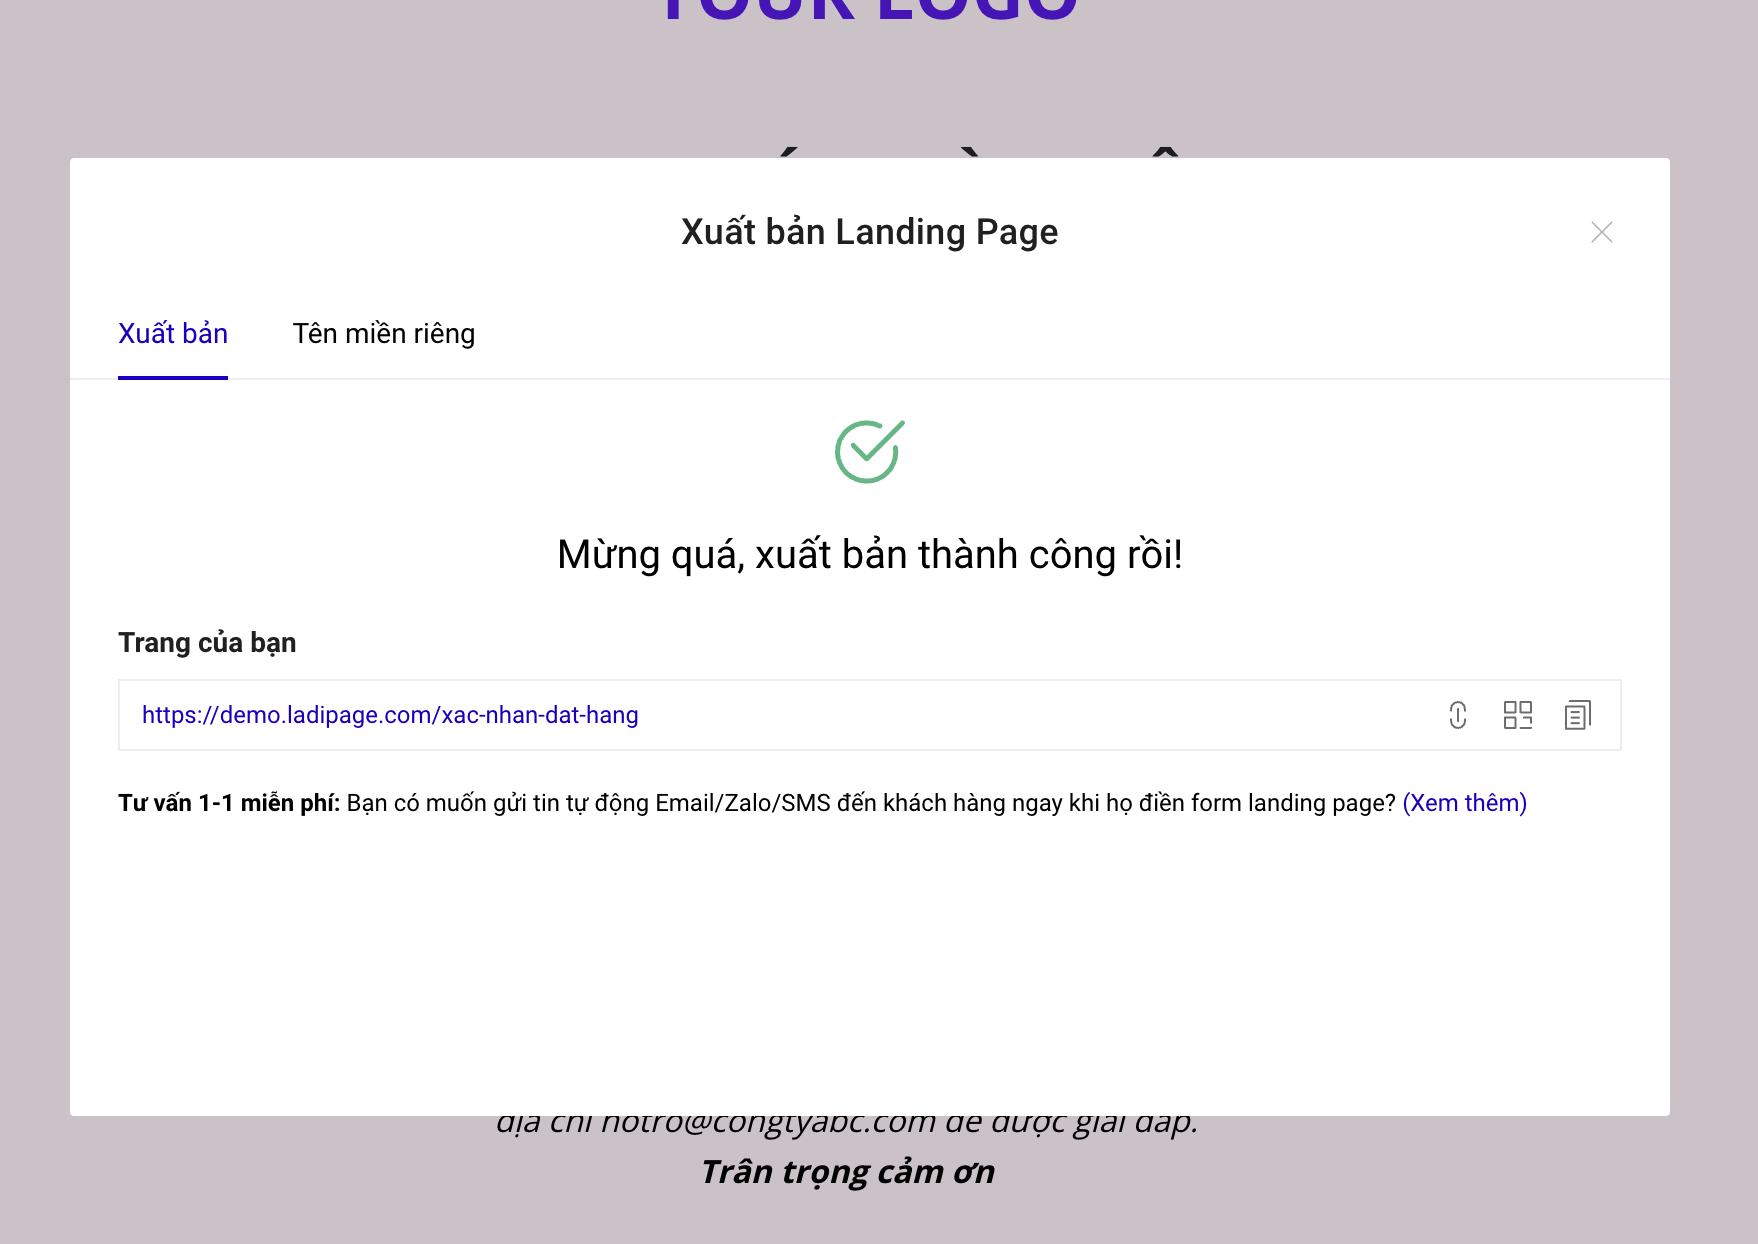 YOUR LOGO
Xuất bản Landing Page
Xuất bản
Tên miền riêng
Mừng quá, xuất bản thành công rồi!
Trang của bạn
https://demo.ladipage.com/xac-nhan-dat-hang
Tư vấn 1-1 miễn phí: Bạn có muốn gửi tin tự động Email/Zalo/SMS đến khách hàng ngay khi họ điền form landing page? (Xem thêm)
địa chỉ hotro@congtyabc.com để được giải đáp.
Trân trọng cảm ơn